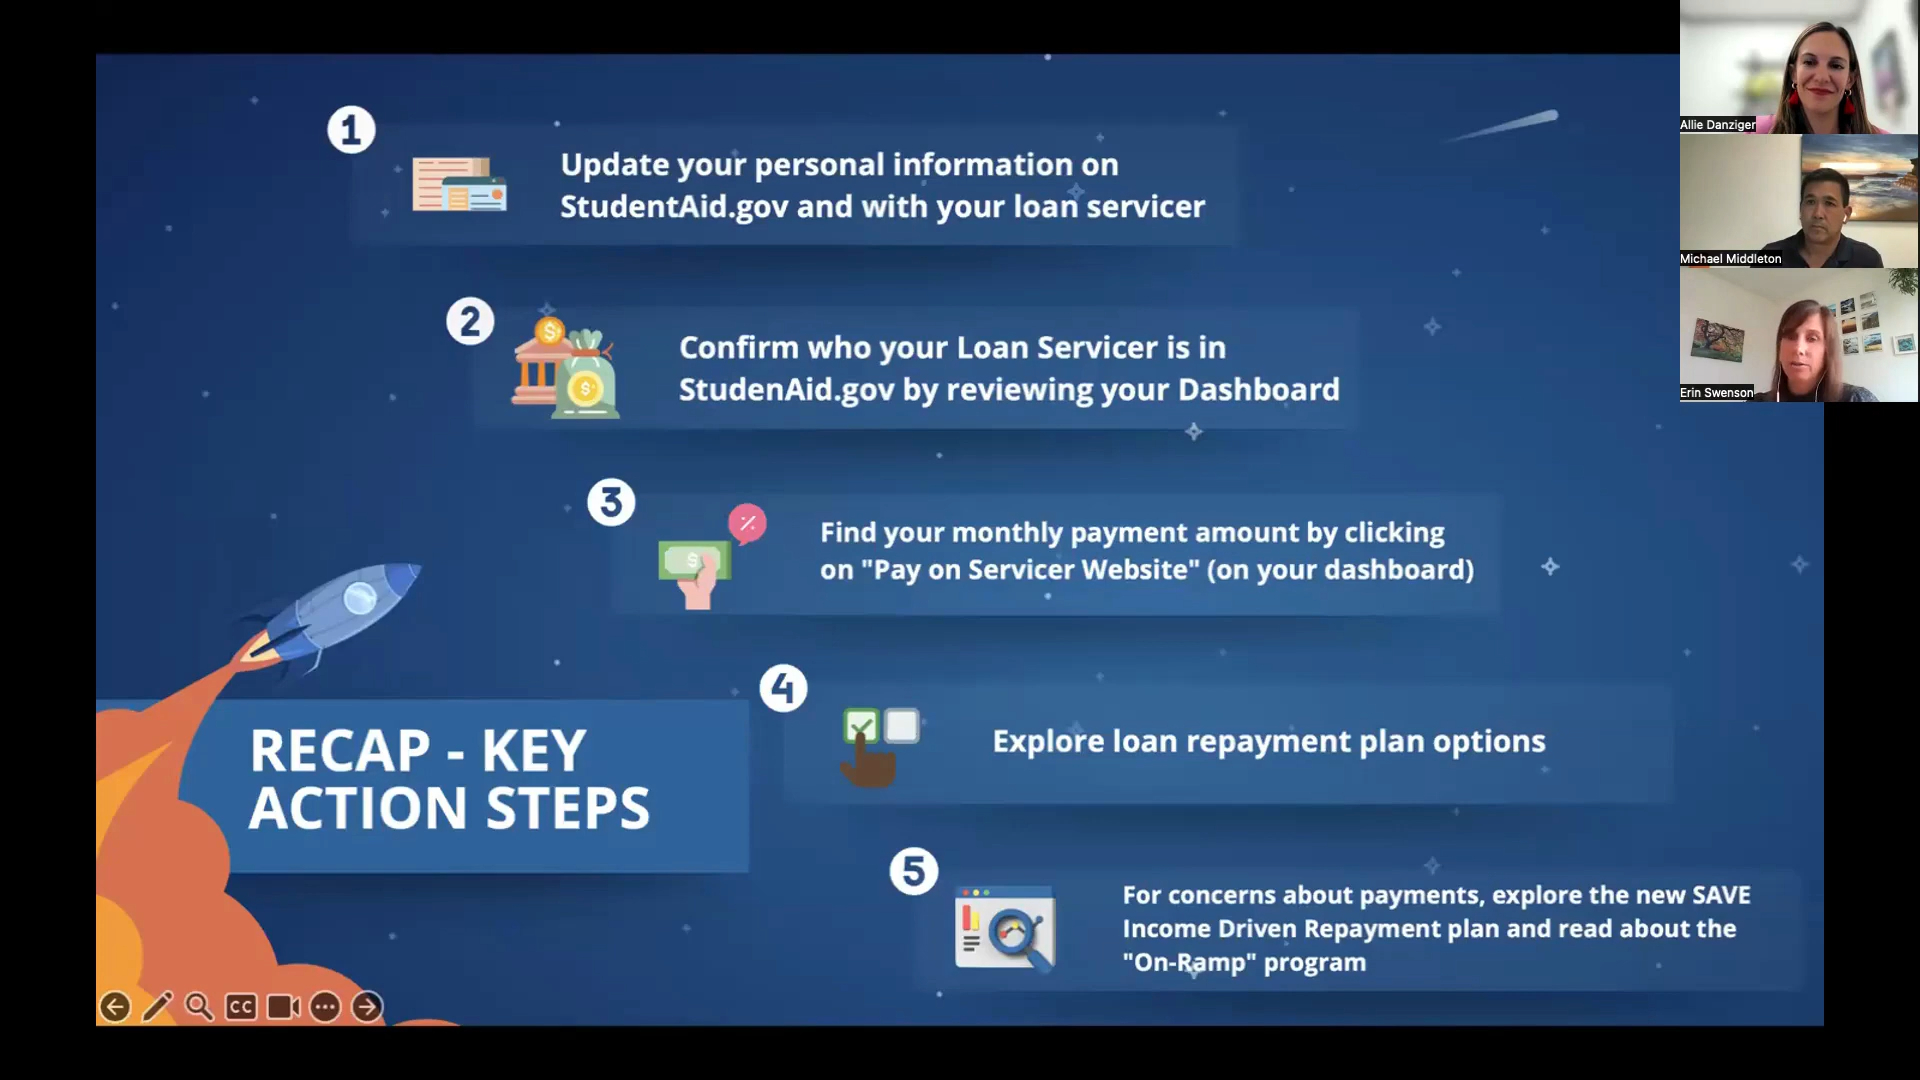 1
Update your personal information on
StudentAid.gov and with your loan servicer
2
Confirm who your Loan Servicer is in
StudenAid.gov by reviewing your Dashboard
3
Find your monthly payment amount by clicking
on "Pay on Servicer Website" (on your dashboard)
4
Explore loan repayment plan options
RECAP - KEY
ACTION STEPS
5
For concerns about payments, explore the new SAVE
Income Driven Repayment plan and read about the
"On-Ramp" program
CC
Allie Danziger
Michael Middleton
Erin Swenson